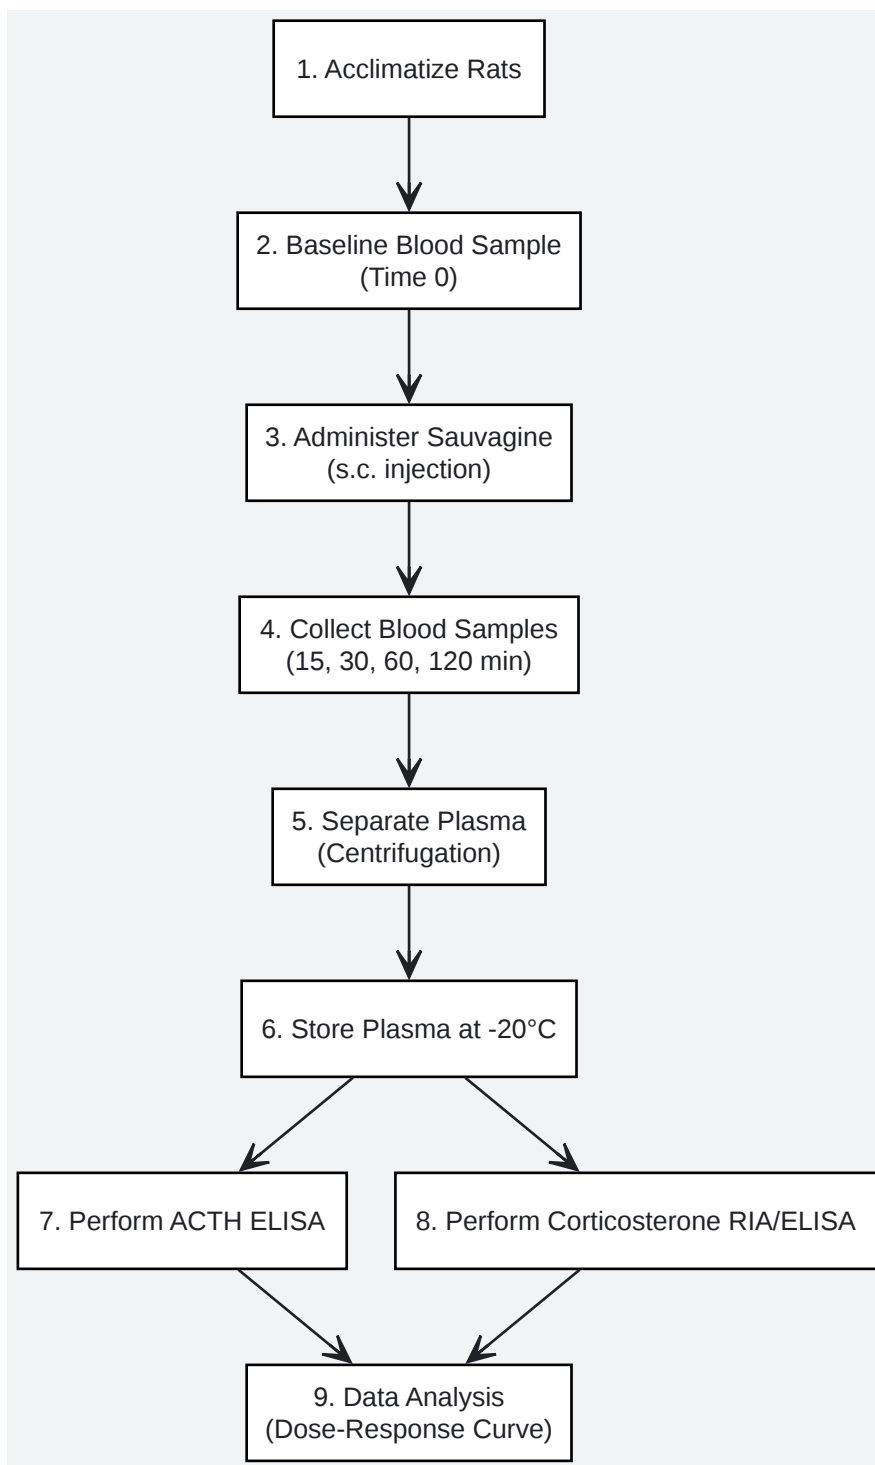 1. Acclimatize Rats
2. Baseline Blood Sample
(Time 0)
3. Administer Sauvagine
(s.c. injection)
4. Collect Blood Samples
(15, 30, 60, 120 min)
5. Separate Plasma
(Centrifugation)
6. Store Plasma at -20°C
7. Perform ACTH ELISA
8. Perform Corticosterone RIA/ELISA
9. Data Analysis
(Dose-Response Curve)